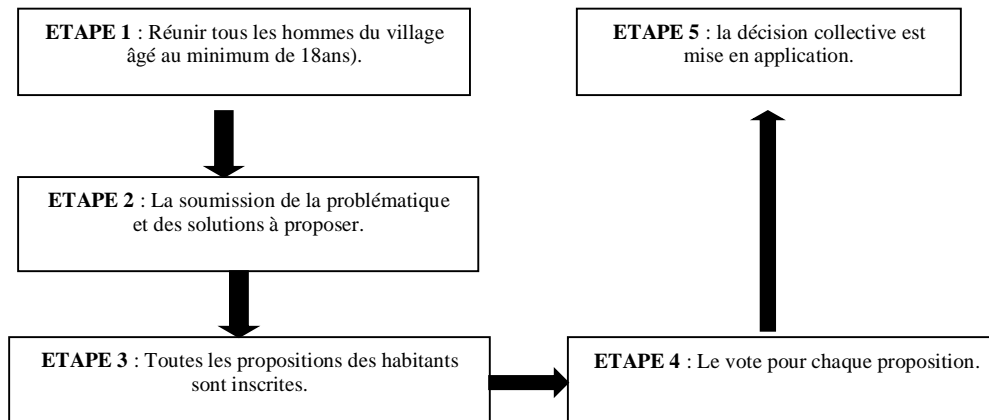 ETAPE 1 : Réunir tous les hommes du village
âgé au minimum de 18ans).
ETAPE 2 : La soumission de la problématique
et des solutions à proposer.
ETAPE 3 : Toutes les propositions des habitants
sont inscrites.
ETAPE 4 : Le vote pour chaque proposition.
ETAPE 5 : la décision collective est
mise en application.